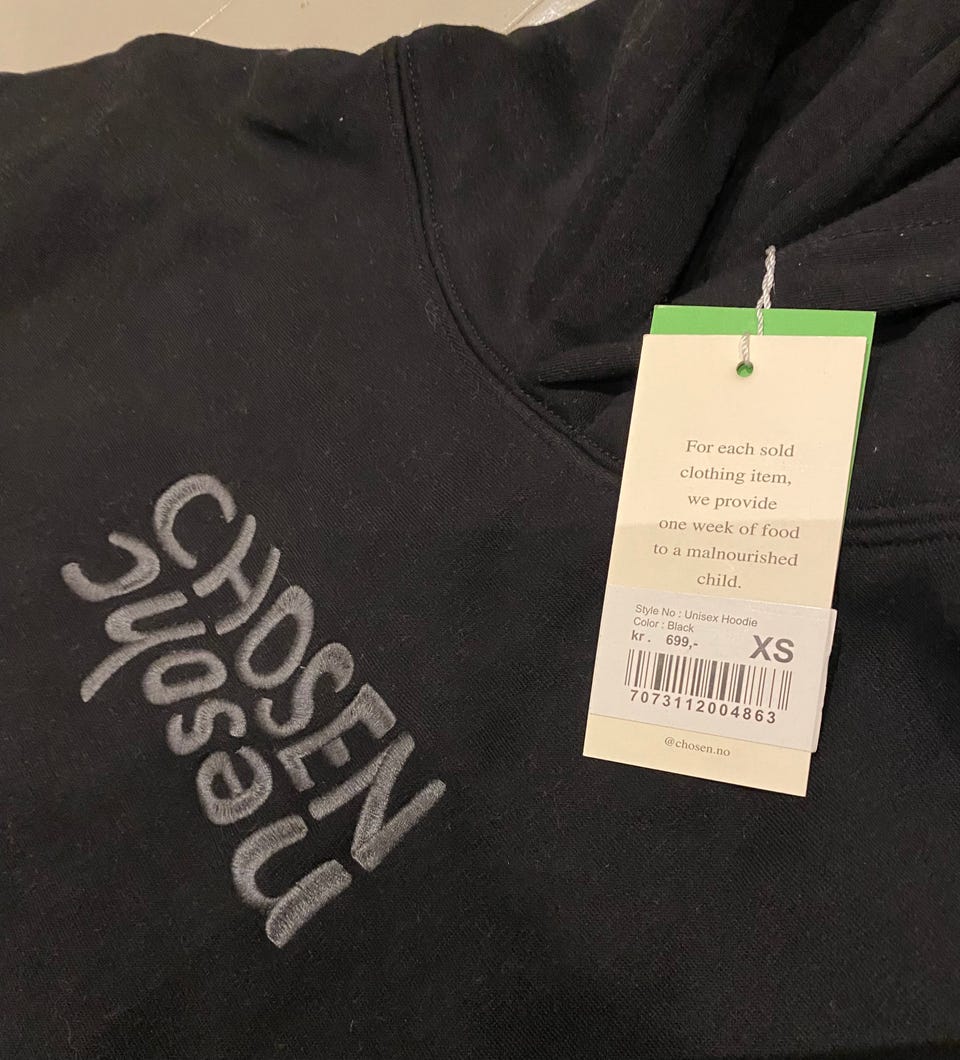 CHOSEN
chosen
For each sold
clothing item,
we provide
one week of food
to a malnourished
child.
Style No : Unisex Hoodie
Color : Black
kr. 699,- XS
7073112004863
@chosen.no